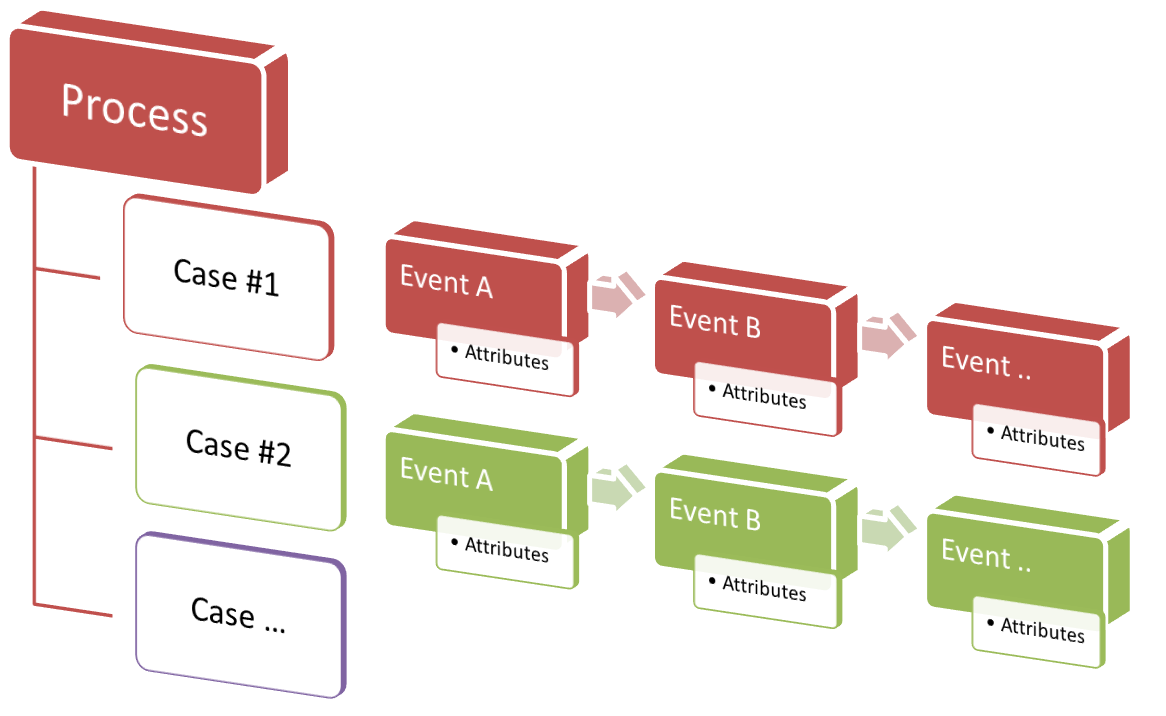 Process
Case #1
Event A
• Attributes
Event B
• Attributes
Event ..
• Attributes
Case #2
Event A
• Attributes
Event B
• Attributes
Event ..
• Attributes
Case ...